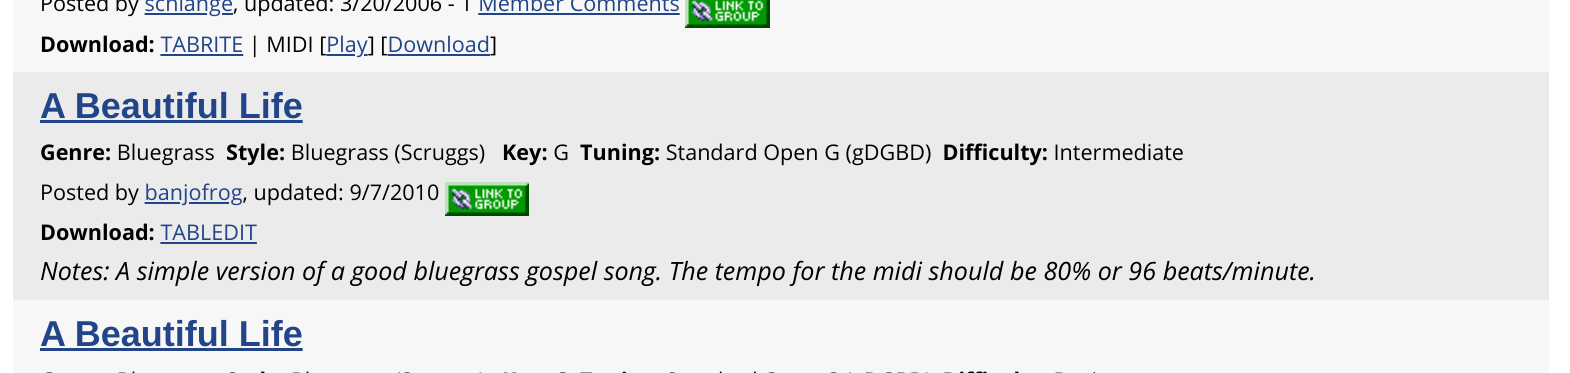 Posted by schlange, updated: 3/20/2006 - 1 Member Comments LINK TO GROUP
Download: TABRITE | MIDI [Play] [Download]
A Beautiful Life
Genre: Bluegrass Style: Bluegrass (Scruggs) Key: G Tuning: Standard Open G (gDGBD) Difficulty: Intermediate
Posted by banjofrog, updated: 9/7/2010 LINK TO GROUP
Download: TABLEDIT
Notes: A simple version of a good bluegrass gospel song. The tempo for the midi should be 80% or 96 beats/minute.
A Beautiful Life